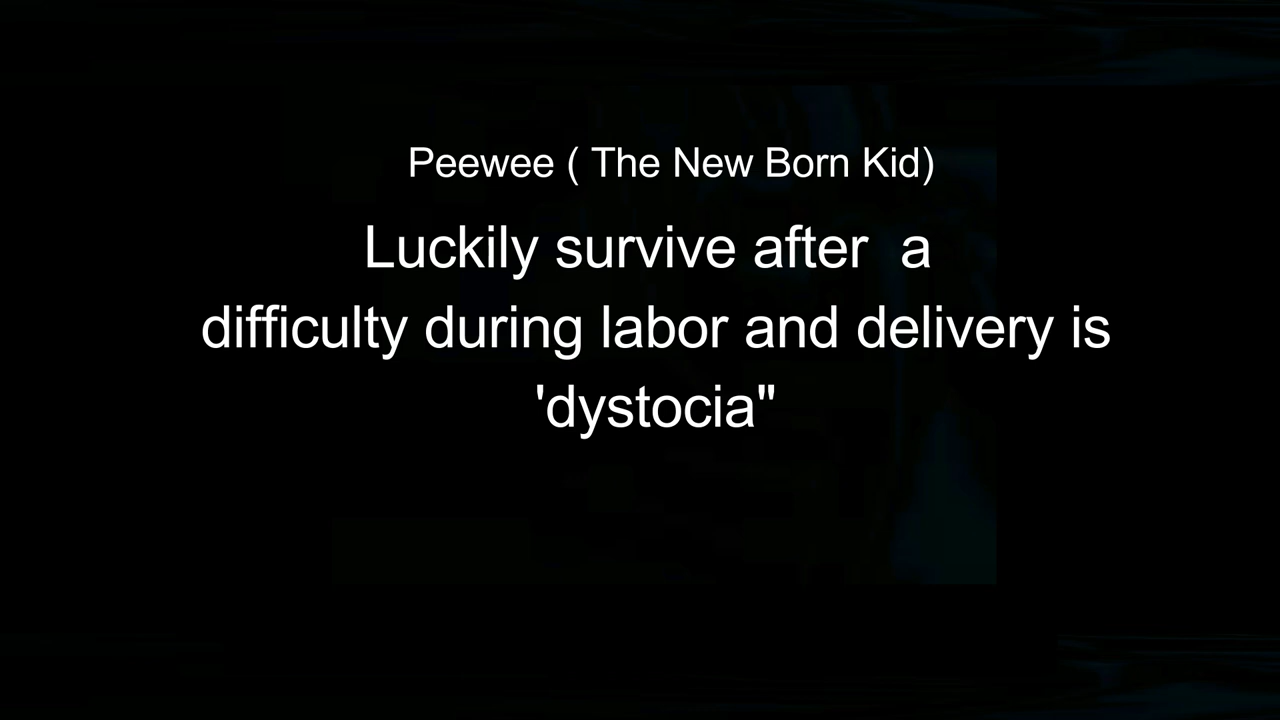 Peewee ( The New Born Kid)
Luckily survive after  a
difficulty during labor and delivery is
'dystocia"